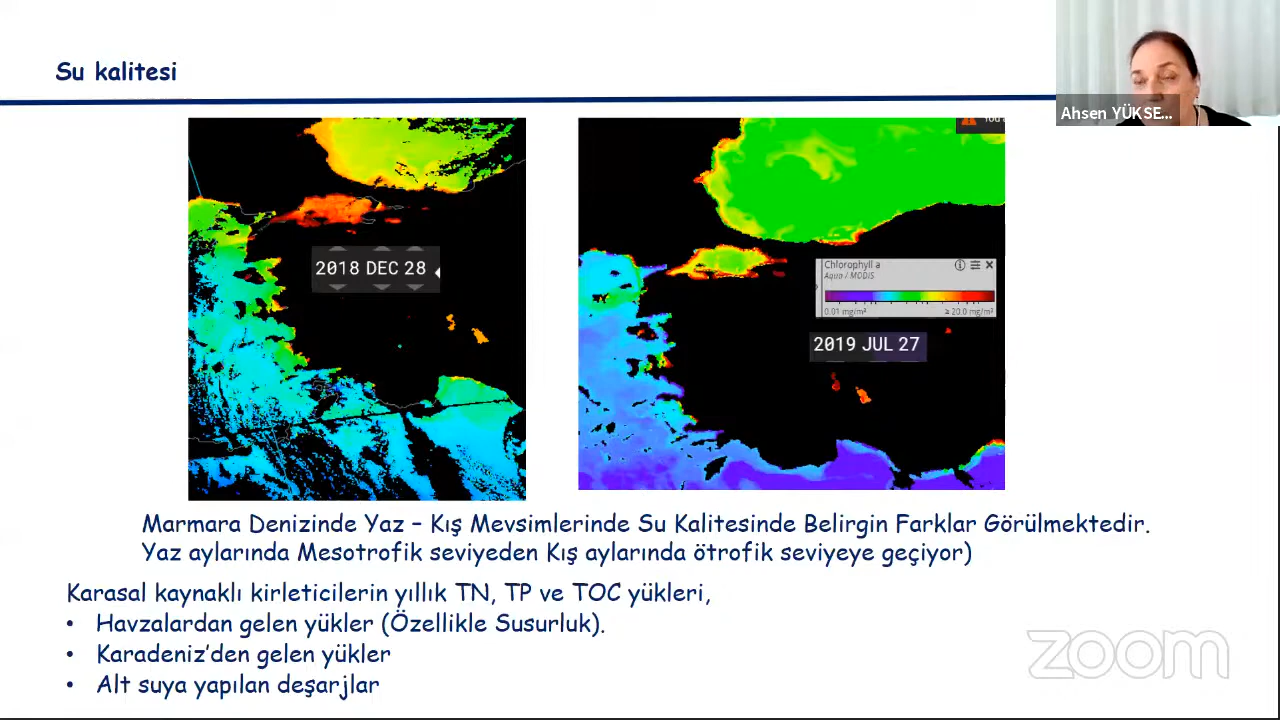 Su kalitesi
Ahsen YÜKSE...
2018 DEC 28
You
Chlorophyll a
Aqua / MODIS
0.01 mg/m³ ≥ 20.0 mg/m³
2019 JUL 27
Marmara Denizinde Yaz – Kış Mevsimlerinde Su Kalitesinde Belirgin Farklar Görülmektedir.
Yaz aylarında Mesotrofik seviyeden Kış aylarında ötrofik seviyeye geçiyor)
Karasal kaynaklı kirleticilerin yıllık TN, TP ve TOC yükleri,
• Havzalardan gelen yükler (Özellikle Susurluk).
• Karadeniz’den gelen yükler
• Alt suya yapılan deşarjlar
zoom